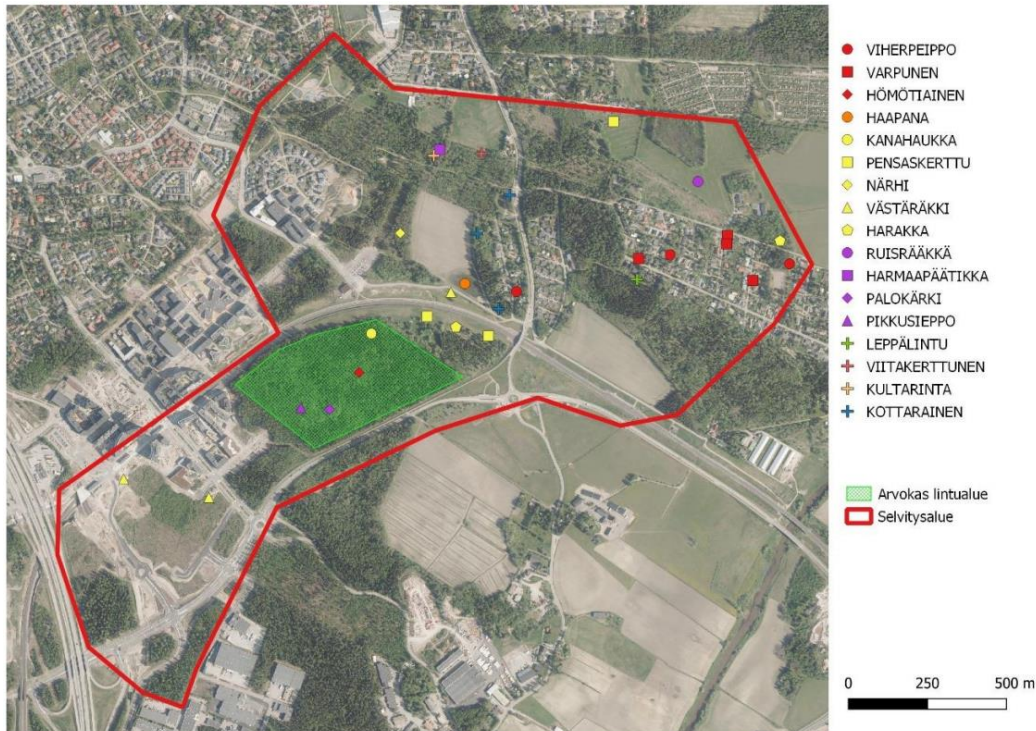 VIHERPEIPPO
VARPUNEN
HÖMÖTIAINEN
HAAPANA
KANAHAUKKA
PENSASKERTTU
NÄRHI
VÄSTÄRÄKKI
HARAKKA
RUISRÄÄKKÄ
HARMAAPÄÄTIKKA
PALOKÄRKI
PIKKUSIEPPO
LEPPÄLINTU
VIITAKERTTUNEN
KULTARINTA
KOTTARAINEN
Arvokas lintualue
Selvitysalue
0 250 500 m